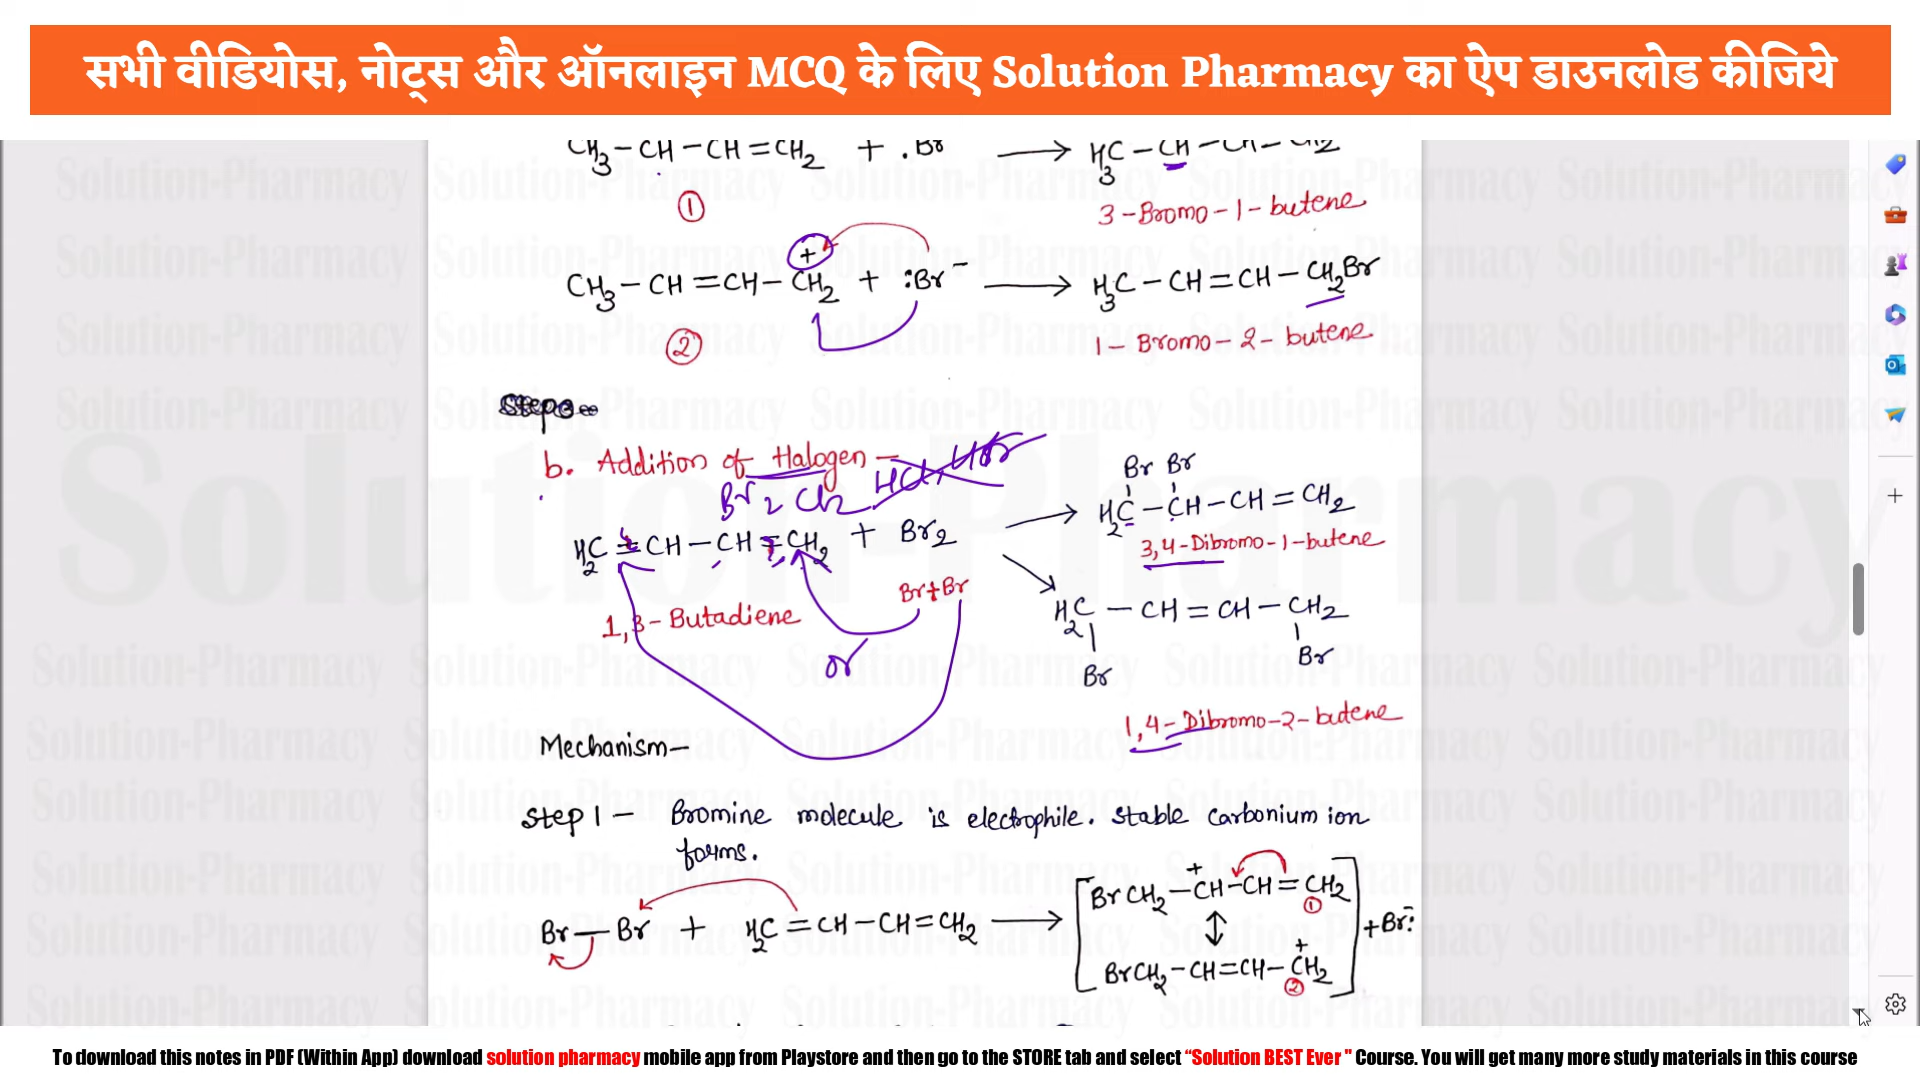 सभी वीडियोस, नोट्स और ऑनलाइन MCQ के लिए Solution Pharmacy का ऐप डाउनलोड कीजिये
CH3-CH-CH=CH2 + .Br → H3C-CH-CH-CH2
①
3-Bromo-1-butene
CH3-CH=CH-CH2 + :Br⁻ → H3C-CH=CH-CH2Br
+
②
1-Bromo-2-butene
b. Addition of Halogen-
Br2 Cl2 HCl, HBr
Br Br
H2C=CH-CH=CH2 + Br2 → H2C-CH-CH=CH2
3,4-Dibromo-1-butene
Br+Br
1,3-Butadiene
or
H2C-CH=CH-CH2
Br Br
1,4-Dibromo-2-butene
Mechanism-
Step 1- Bromine molecule is electrophile. Stable carbonium ion
forms.
Br-Br + H2C=CH-CH=CH2 → [BrCH2-CH-CH=CH2
+
①
↕
BrCH2-CH=CH-CH2] + Br:⁻
+
②
Solution-Pharmacy
To download this notes in PDF (Within App) download solution pharmacy mobile app from Playstore and then go to the STORE tab and select “Solution BEST Ever " Course. You will get many more study materials in this course